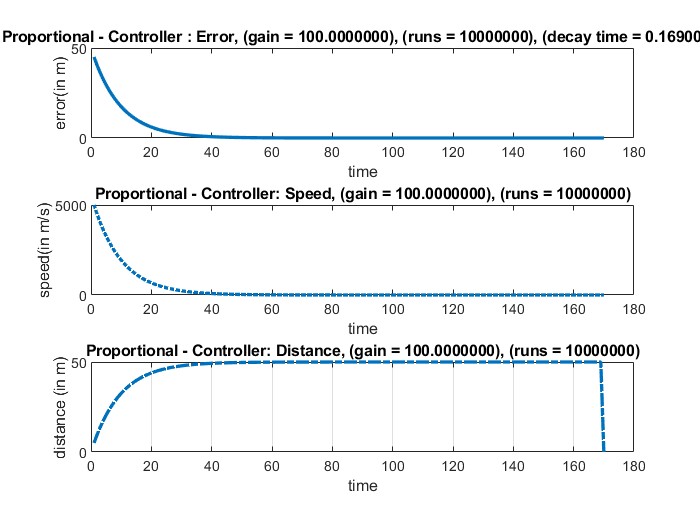 Proportional - Controller : Error, (gain = 100.0000000), (runs = 10000000), (decay time = 0.16900
50
error(in m)
0
0 20 40 60 80 100 120 140 160 180
time
Proportional - Controller: Speed, (gain = 100.0000000), (runs = 10000000)
5000
speed(in m/s)
0
0 20 40 60 80 100 120 140 160 180
time
Proportional - Controller: Distance, (gain = 100.0000000), (runs = 10000000)
50
distance (in m)
0
0 20 40 60 80 100 120 140 160 180
time